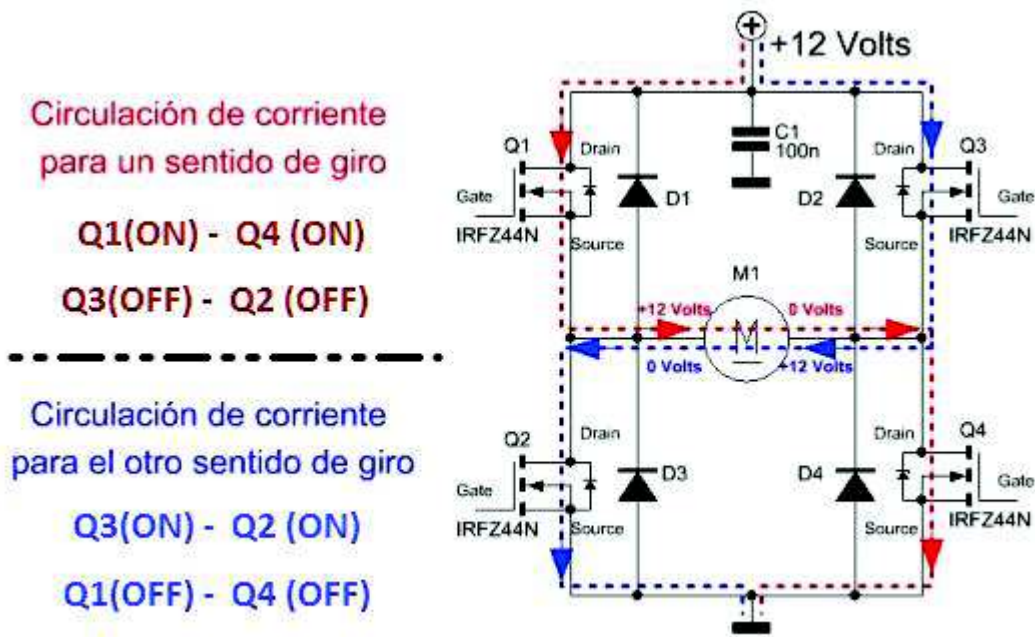 Circulación de corriente
para un sentido de giro
Q1(ON) - Q4 (ON)
Q3(OFF) - Q2 (OFF)
Circulación de corriente
para el otro sentido de giro
Q3(ON) - Q2 (ON)
Q1(OFF) - Q4 (OFF)
+12 Volts
Q1
Drain
Gate
IRFZ44N
Source
D1
C1
100n
D2
Drain
Q3
Gate
IRFZ44N
Source
M1
+12 Volts
0 Volts
M
0 Volts
+12 Volts
Q2
Drain
Gate
IRFZ44N
Source
D3
D4
Drain
Q4
Gate
IRFZ44N
Source